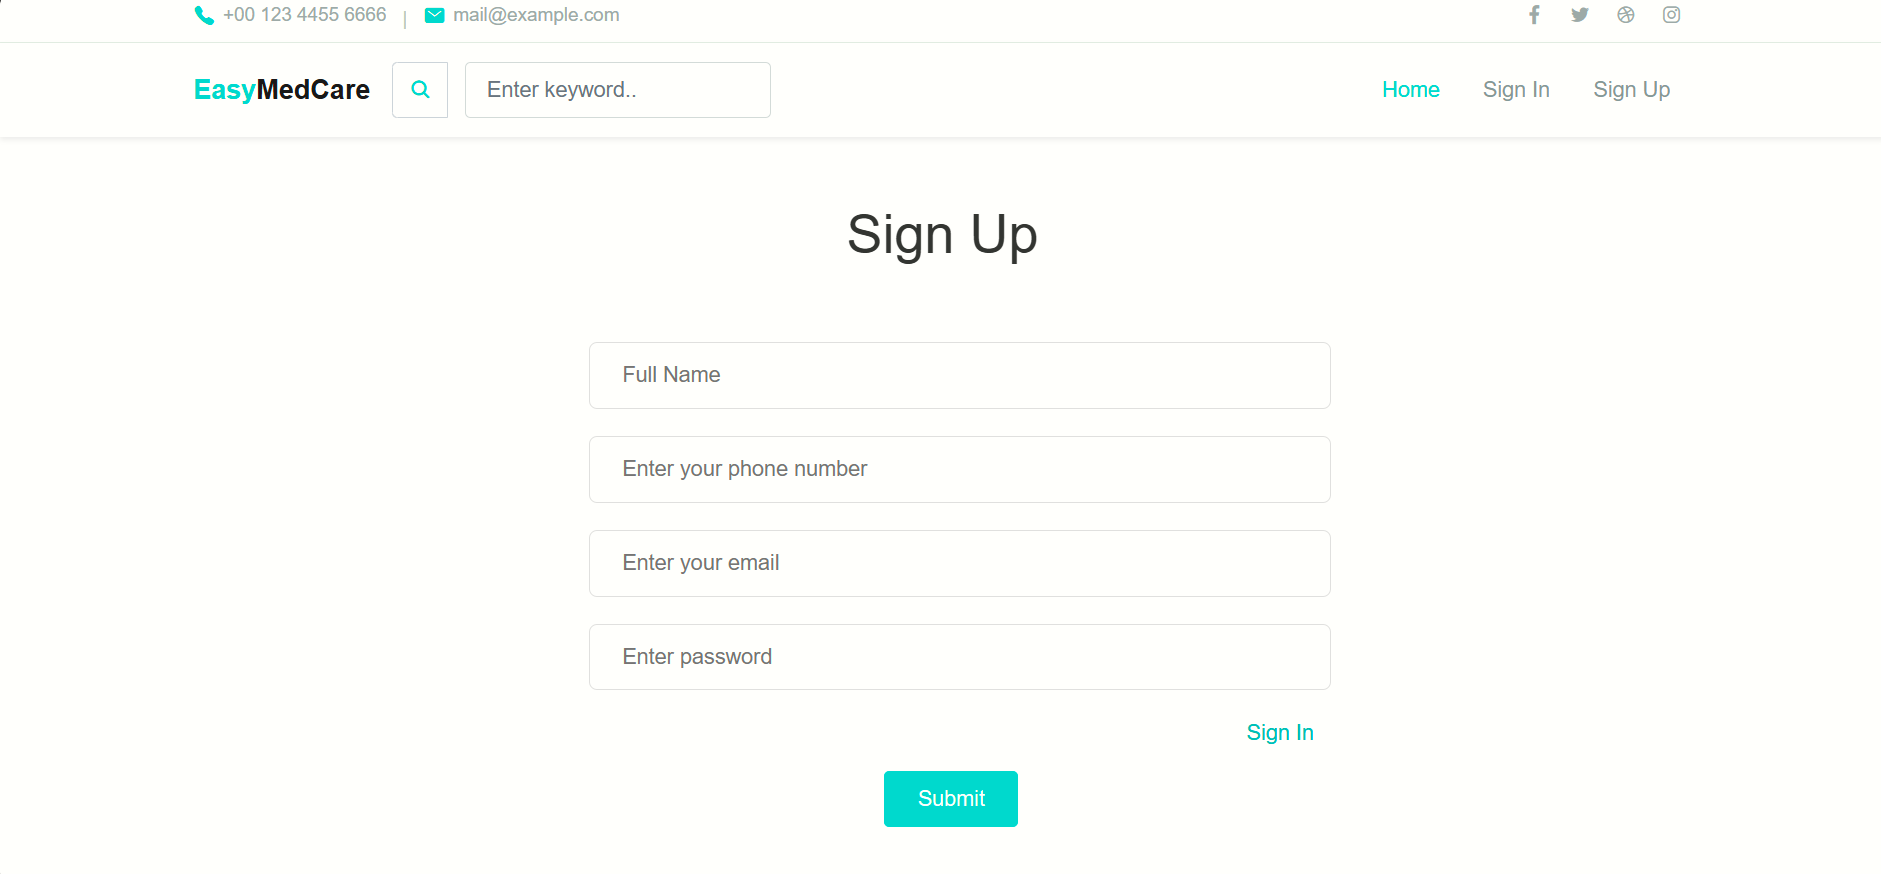 +00 123 4455 6666 | mail@example.com
EasyMedCare Enter keyword.. Home Sign In Sign Up
Sign Up
Full Name
Enter your phone number
Enter your email
Enter password
Sign In
Submit